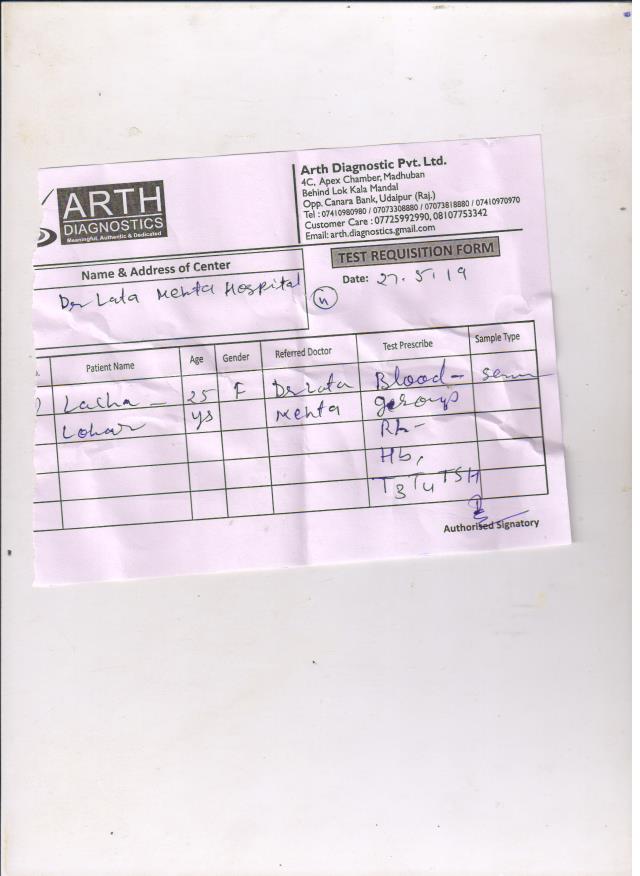 ARTH
DIAGNOSTICS
Meaningful, Authentic & Dedicated
Arth Diagnostic Pvt. Ltd.
4C, Apex Chamber, Madhuban
Behind Lok Kala Mandal
Opp. Canara Bank, Udaipur (Raj.)
Tel : 07410980980 / 07073308880 / 07073818880 / 07410970970
Customer Care : 07725992990, 08107753342
Email: arth.diagnostics.gmail.com
TEST REQUISITION FORM
Name & Address of Center
Date: 27.5.19
Dr Lata Mehta Hospital
Patient Name Age Gender Referred Doctor Test Prescribe Sample Type
Lasha - 25 F Dr Lata Blood-
Lohar ys Mehta groups
Rh-
Hb,
T3 T4 TSH
Authorised Signatory